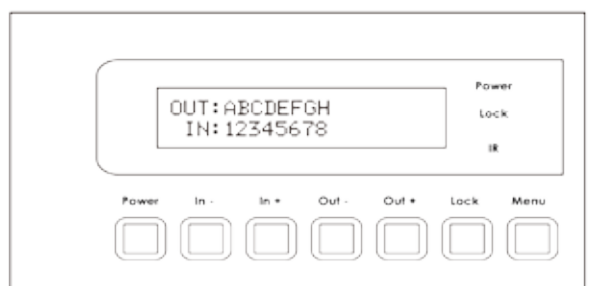 OUT:ABCDEFGH
IN:12345678
Power
Lock
IR
Power In - In + Out - Out + Lock Menu